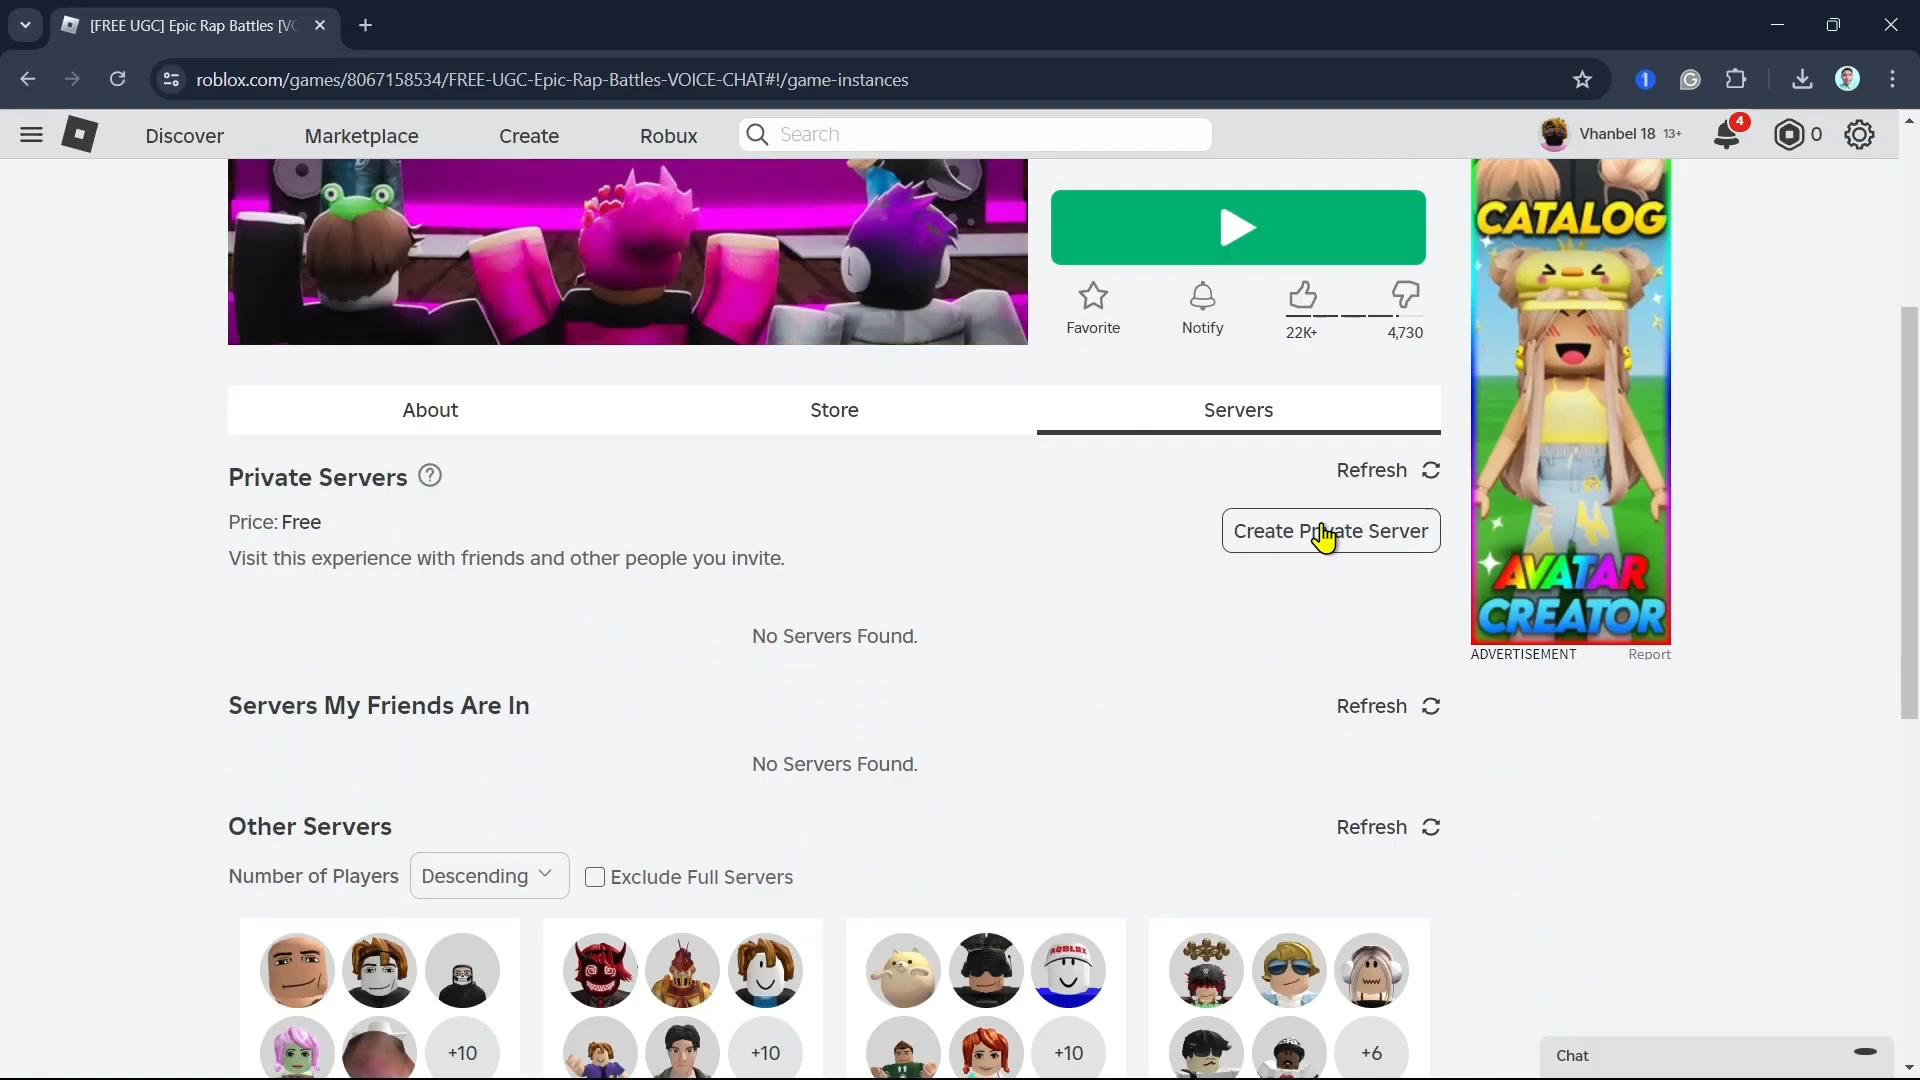 [FREE UGC] Epic Rap Battles [VC
roblox.com/games/8067158534/FREE-UGC-Epic-Rap-Battles-VOICE-CHAT#!/game-instances
Discover
Marketplace
Create
Robux
Search
Vhanbel 18 13+
4
0
Favorite
Notify
22K+
4,730
CATALOG
AVATAR
CREATOR
ADVERTISEMENT
Report
About
Store
Servers
Private Servers
Refresh
Price: Free
Create Private Server
Visit this experience with friends and other people you invite.
No Servers Found.
Servers My Friends Are In
Refresh
No Servers Found.
Other Servers
Refresh
Number of Players
Descending
Exclude Full Servers
ROBLOX
+10
+10
+10
+6
Chat